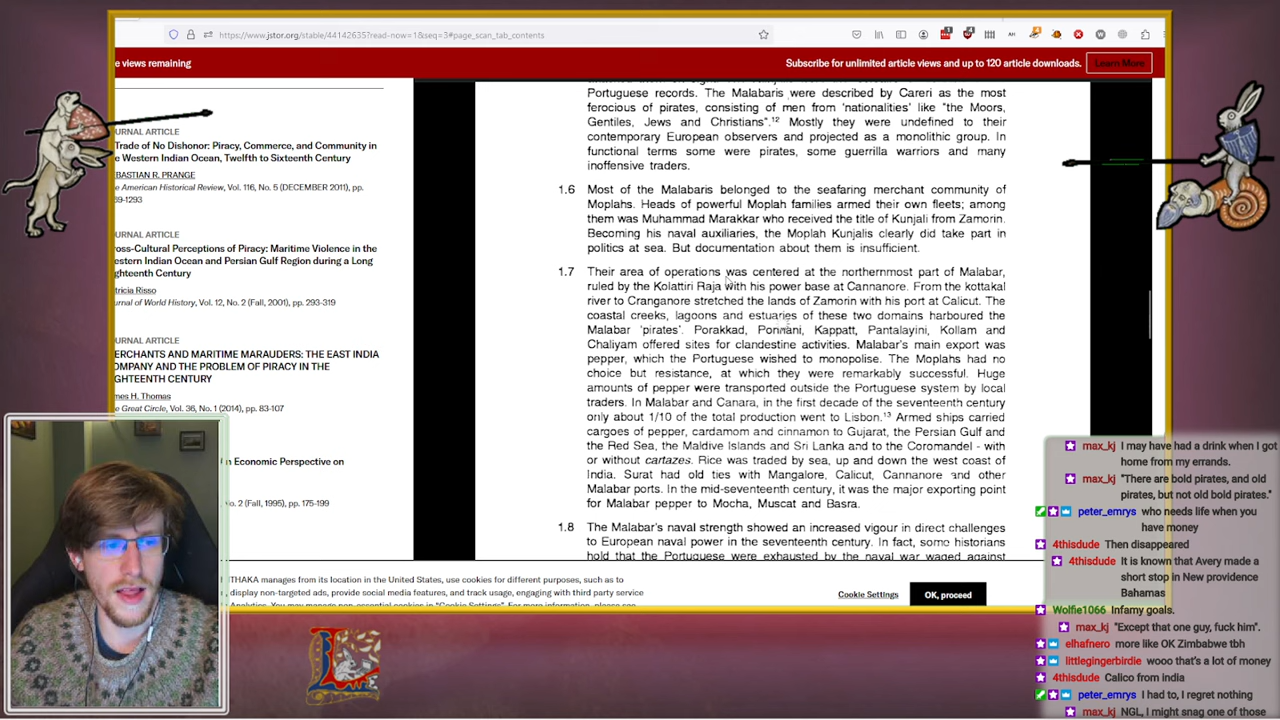 https://www.jstor.org/stable/44142635?read-now=1&seq=3#page_scan_tab_contents
e views remaining
Subscribe for unlimited article views and up to 120 article downloads.
Learn More
URNAL ARTICLE
Trade of No Dishonor: Piracy, Commerce, and Community in
e Western Indian Ocean, Twelfth to Sixteenth Century
BASTIAN R. PRANGE
e American Historical Review, Vol. 116, No. 5 (DECEMBER 2011), pp.
69-1293
URNAL ARTICLE
oss-Cultural Perceptions of Piracy: Maritime Violence in the
estern Indian Ocean and Persian Gulf Region during a Long
ghteenth Century
tricia Risso
urnal of World History, Vol. 12, No. 2 (Fall, 2001), pp. 293-319
URNAL ARTICLE
ERCHANTS AND MARITIME MARAUDERS: THE EAST INDIA
OMPANY AND THE PROBLEM OF PIRACY IN THE
GHTEENTH CENTURY
mes H. Thomas
e Great Circle, Vol. 36, No. 1 (2014), pp. 83-107
n Economic Perspective on
o. 2 (Fall, 1995), pp. 175-199
Portuguese records. The Malabaris were described by Careri as the most
ferocious of pirates, consisting of men from 'nationalities' like "the Moors,
Gentiles, Jews and Christians".12 Mostly they were undefined to their
contemporary European observers and projected as a monolithic group. In
functional terms some were pirates, some guerrilla warriors and many
inoffensive traders.
1.6 Most of the Malabaris belonged to the seafaring merchant community of
Moplahs. Heads of powerful Moplah families armed their own fleets; among
them was Muhammad Marakkar who received the title of Kunjali from Zamorin.
Becoming his naval auxiliaries, the Moplah Kunjalis clearly did take part in
politics at sea. But documentation about them is insufficient.
1.7 Their area of operations was centered at the northernmost part of Malabar,
ruled by the Kolattiri Raja with his power base at Cannanore. From the kottakal
river to Cranganore stretched the lands of Zamorin with his port at Calicut. The
coastal creeks, lagoons and estuaries of these two domains harboured the
Malabar 'pirates'. Porakkad, Ponnani, Kappatt, Pantalayini, Kollam and
Chaliyam offered sites for clandestine activities. Malabar's main export was
pepper, which the Portuguese wished to monopolise. The Moplahs had no
choice but resistance, at which they were remarkably successful. Huge
amounts of pepper were transported outside the Portuguese system by local
traders. In Malabar and Canara, in the first decade of the seventeenth century
only about 1/10 of the total production went to Lisbon.13 Armed ships carried
cargoes of pepper, cardamom and cinnamon to Gujarat, the Persian Gulf and
the Red Sea, the Maldive Islands and Sri Lanka and to the Coromandel - with
or without cartazes. Rice was traded by sea, up and down the west coast of
India. Surat had old ties with Mangalore, Calicut, Cannanore and other
Malabar ports. In the mid-seventeenth century, it was the major exporting point
for Malabar pepper to Mocha, Muscat and Basra.
1.8 The Malabar's naval strength showed an increased vigour in direct challenges
to European naval power in the seventeenth century. In fact, some historians
hold that the Portuguese were exhausted by the naval war waged against
ITHAKA manages from its location in the United States, use cookies for different purposes, such as to
display non-targeted ads, provide social media features, and track usage, engaging with third party service
Cookie Settings
OK, proceed
max_kj I may have had a drink when I got
home from my errands.
max_kj "There are bold pirates, and old
pirates, but not old bold pirates."
peter_emrys who needs life when you
have money
4thisdude Then disappeared
4thisdude It is known that Avery made a
short stop in New providence
Bahamas
Wolfie1066 Infamy goals.
max_kj "Except that one guy, fuck him".
elhafnero more like OK Zimbabwe tbh
littlegingerbirdie wooo that's a lot of money
4thisdude Calico from india
peter_emrys I had to, I regret nothing
max_kj NGL, I might snag one of those